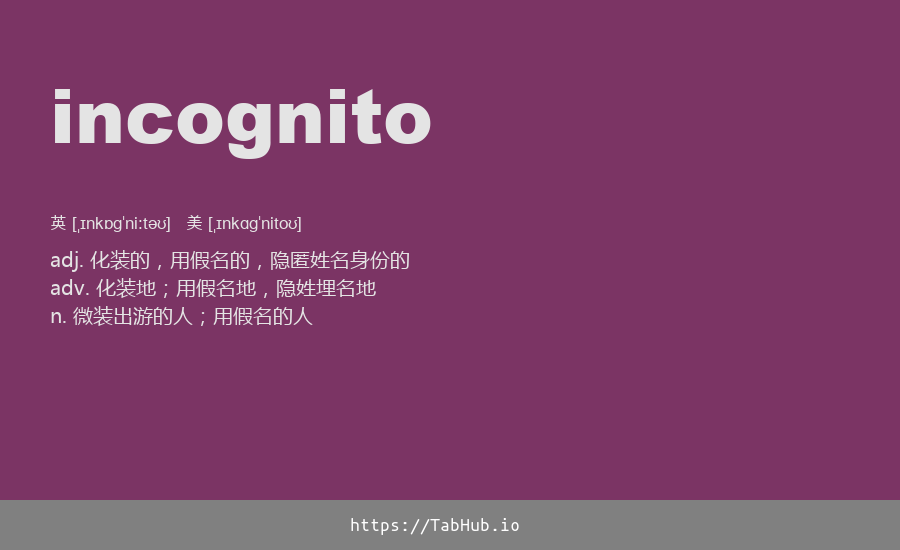 incognito
英 [ˌɪnkɒɡˈniːtəʊ] 美 [ˌɪnkɑɡˈnitoʊ]
adj. 化装的，用假名的，隐匿姓名身份的
adv. 化装地；用假名地，隐姓埋名地
n. 微装出游的人；用假名的人
https://TabHub.io